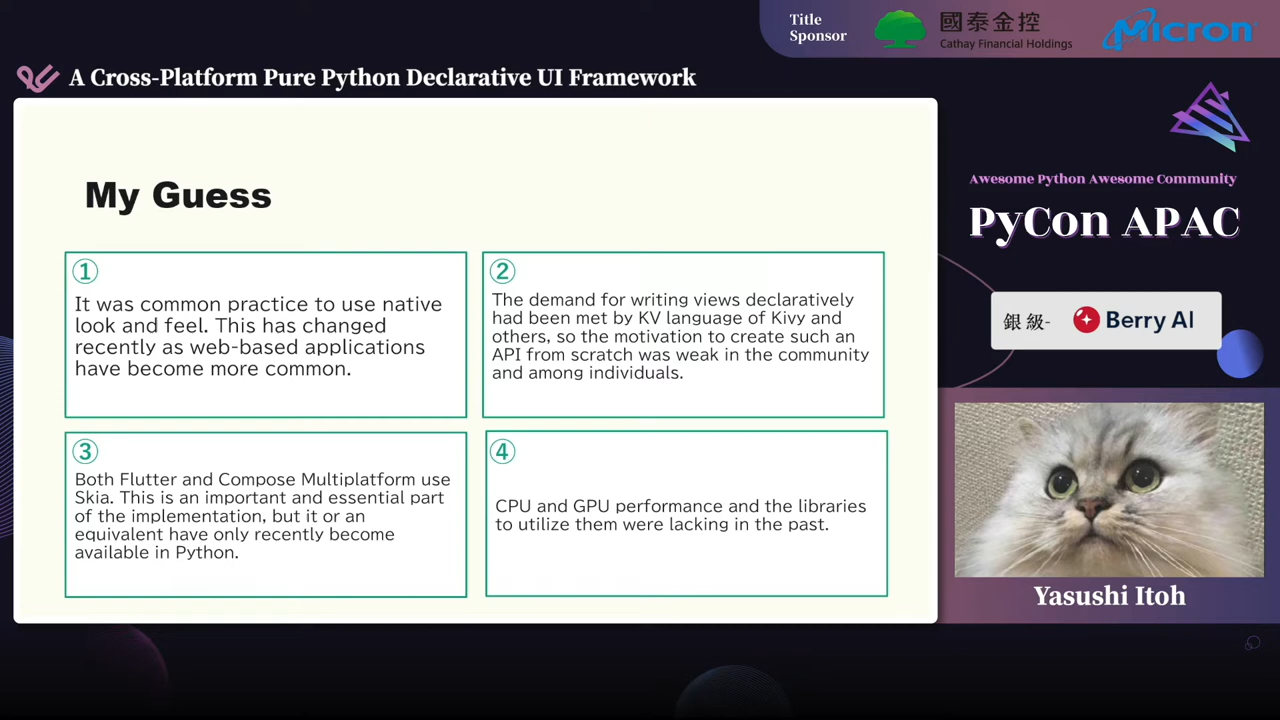 Title
Sponsor
國泰金控
Cathay Financial Holdings
Micron
A Cross-Platform Pure Python Declarative UI Framework
My Guess
①
It was common practice to use native
look and feel. This has changed
recently as web-based applications
have become more common.
②
The demand for writing views declaratively
had been met by KV language of Kivy and
others, so the motivation to create such an
API from scratch was weak in the community
and among individuals.
③
Both Flutter and Compose Multiplatform use
Skia. This is an important and essential part
of the implementation, but it or an
equivalent have only recently become
available in Python.
④
CPU and GPU performance and the libraries
to utilize them were lacking in the past.
Awesome Python Awesome Community
PyCon APAC
銀級- Berry AI
Yasushi Itoh